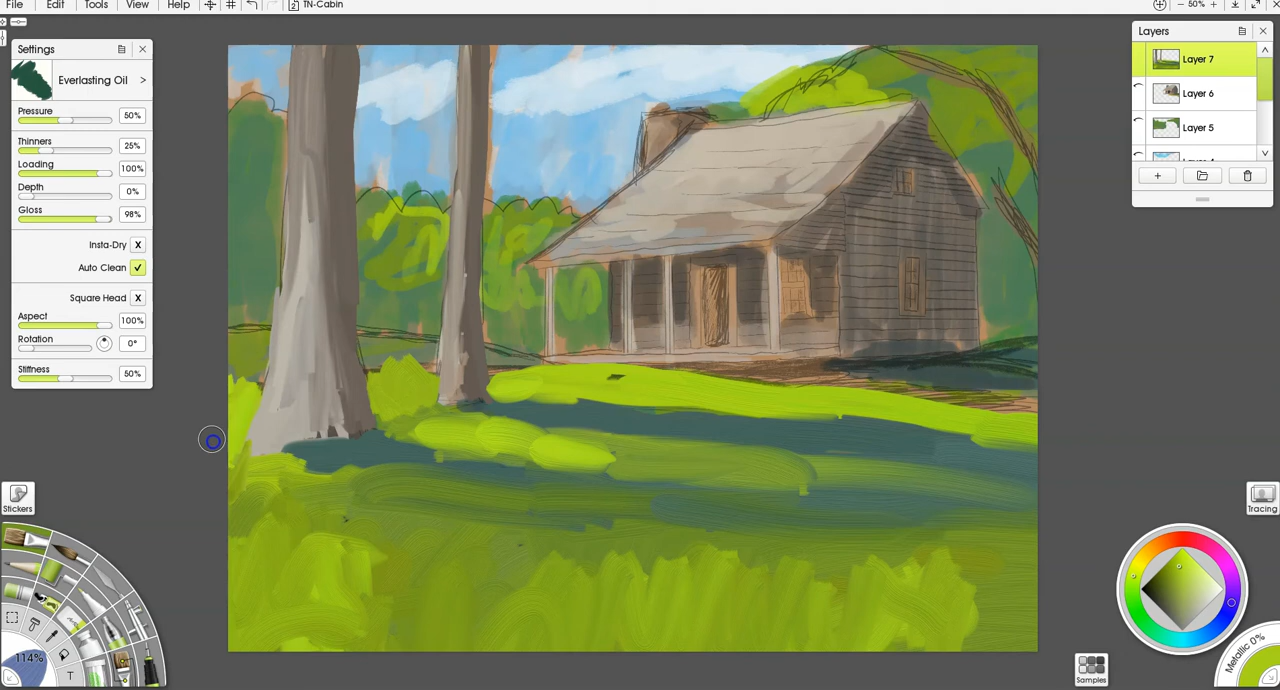 File Edit Tools View Help TN-Cabin 50%
Settings
Everlasting Oil >
Pressure 50%
Thinners 25%
Loading 100%
Depth 0%
Gloss 98%
Insta-Dry X
Auto Clean
Square Head X
Aspect 100%
Rotation 0°
Stiffness 50%
Stickers
114%
T
Layers
Layer 7
Layer 6
Layer 5
Layer 4
Tracing
Metallic 0%
Samples